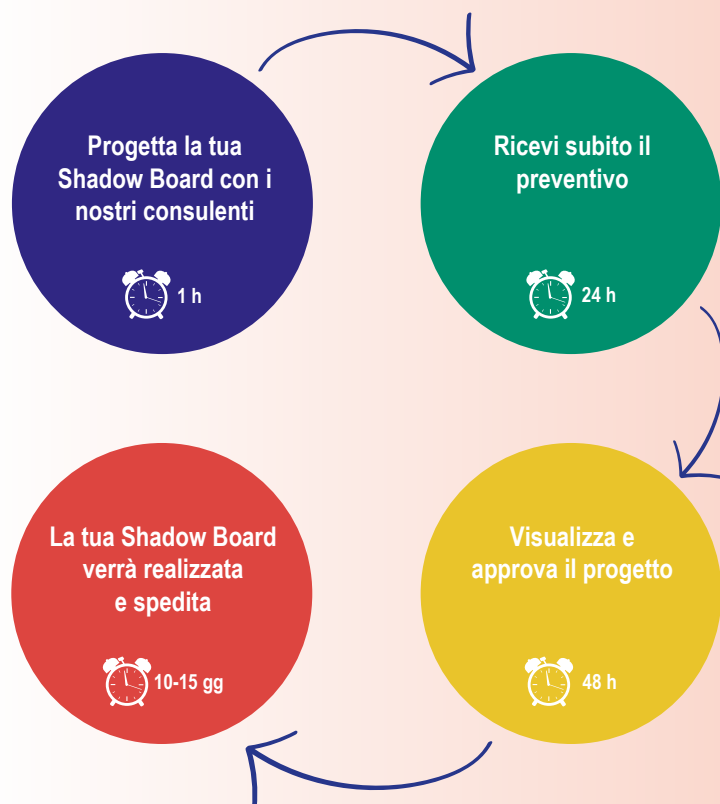 Progetta la tua
Shadow Board con i
nostri consulenti
1 h
Ricevi subito il
preventivo
24 h
Visualizza e
approva il progetto
48 h
La tua Shadow Board
verrà realizzata
e spedita
10-15 gg